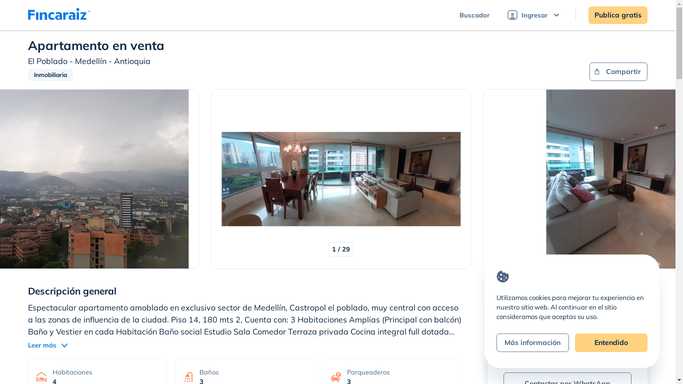 Fincaraiz
Buscador
Ingresar
Publica gratis
Apartamento en venta
El Poblado - Medellín - Antioquia
Inmobiliaria
Compartir
1 / 29
Descripción general
Espectacular apartamento amoblado en exclusivo sector de Medellín, Castropol el poblado, muy central con acceso
a las zonas de influencia de la ciudad. Piso 14, 180 mts 2, Cuenta con: 3 Habitaciones Amplias (Principal con balcón)
Baño y Vestier en cada Habitación Baño social Estudio Sala Comedor Terraza privada Cocina integral full dotada...
Leer más
Habitaciones
4
Baños
3
Parqueaderos
3
Utilizamos cookies para mejorar tu experiencia en
nuestro sitio web. Al continuar en el sitio
consideramos que aceptas su uso.
Más información
Entendido
Contactar por WhatsApp